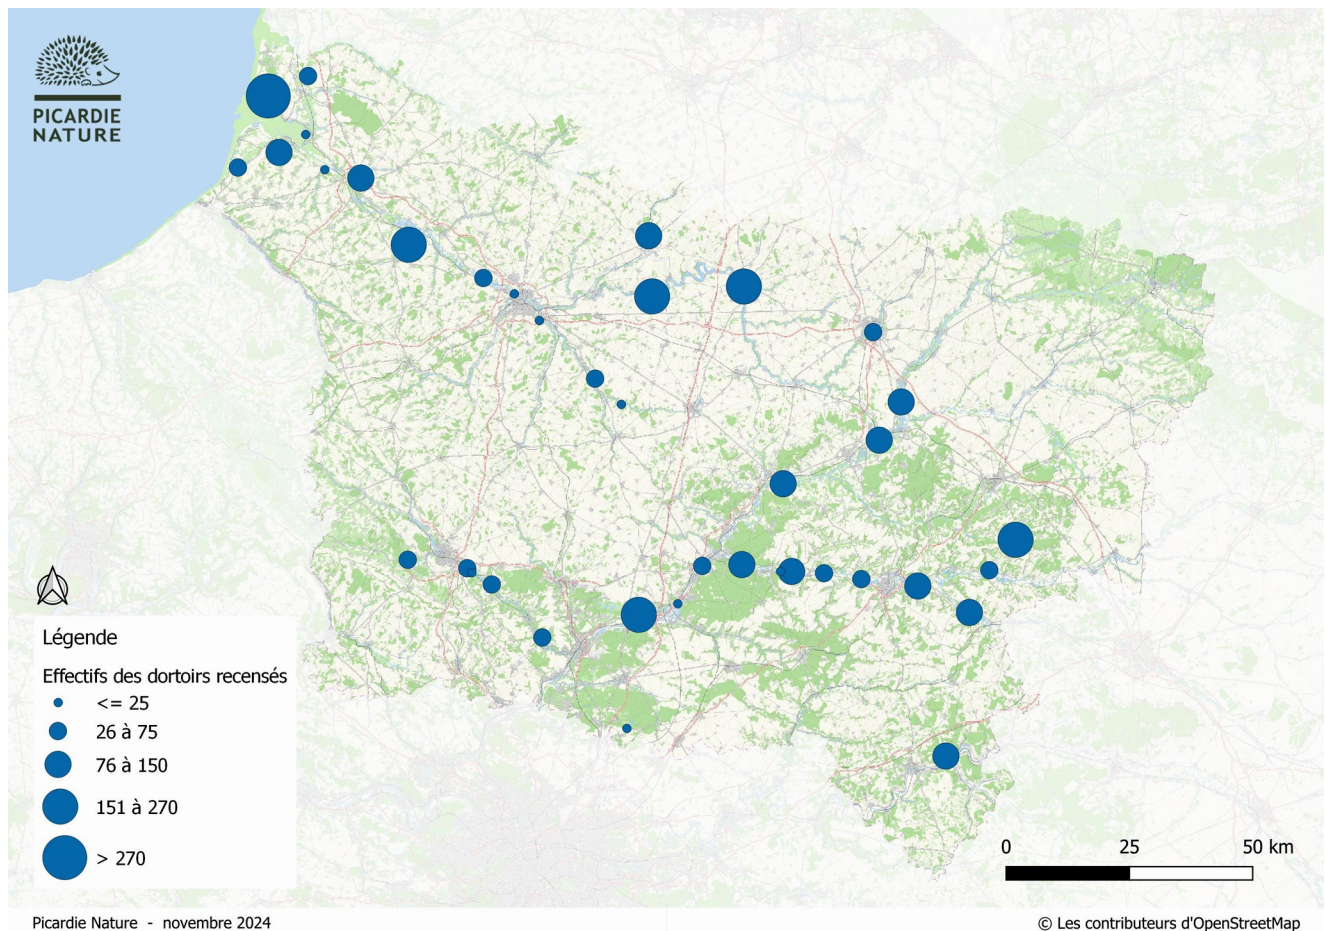 PICARDIE
NATURE
Légende
Effectifs des dortoirs recensés
<= 25
26 à 75
76 à 150
151 à 270
> 270
0 25 50 km
Picardie Nature - novembre 2024
© Les contributeurs d'OpenStreetMap